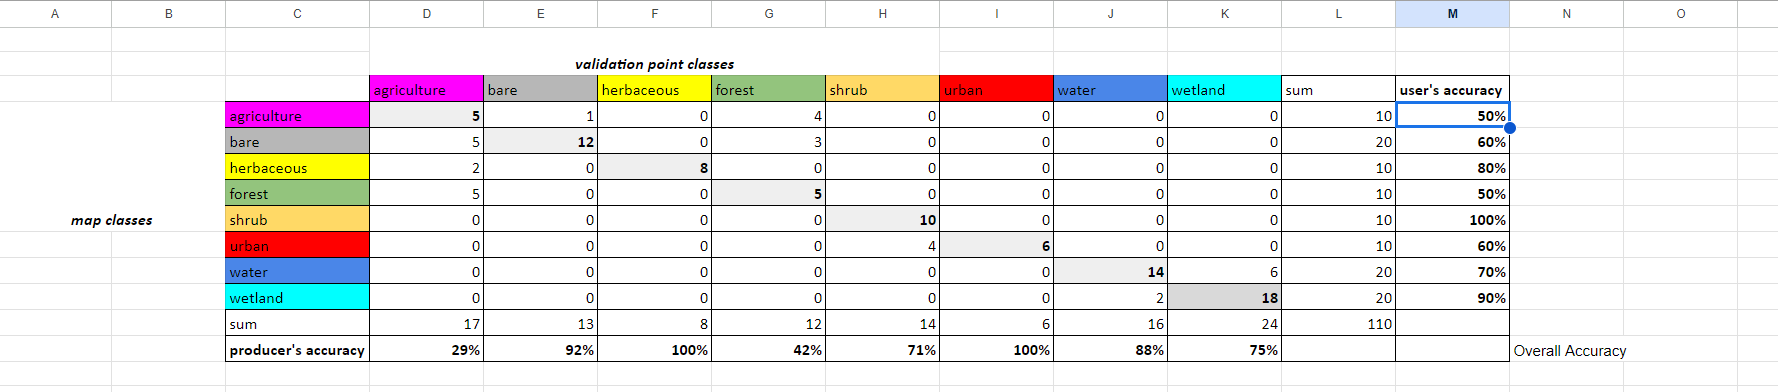 A B C D E F G H I J K L M N O
validation point classes
agriculture bare herbaceous forest shrub urban water wetland sum user's accuracy
agriculture 5 1 0 4 0 0 0 0 10 50%
bare 5 12 0 3 0 0 0 0 20 60%
herbaceous 2 0 8 0 0 0 0 0 10 80%
forest 5 0 0 5 0 0 0 0 10 50%
map classes shrub 0 0 0 0 10 0 0 0 10 100%
urban 0 0 0 0 4 6 0 0 10 60%
water 0 0 0 0 0 0 14 6 20 70%
wetland 0 0 0 0 0 0 2 18 20 90%
sum 17 13 8 12 14 6 16 24 110
producer's accuracy 29% 92% 100% 42% 71% 100% 88% 75% Overall Accuracy